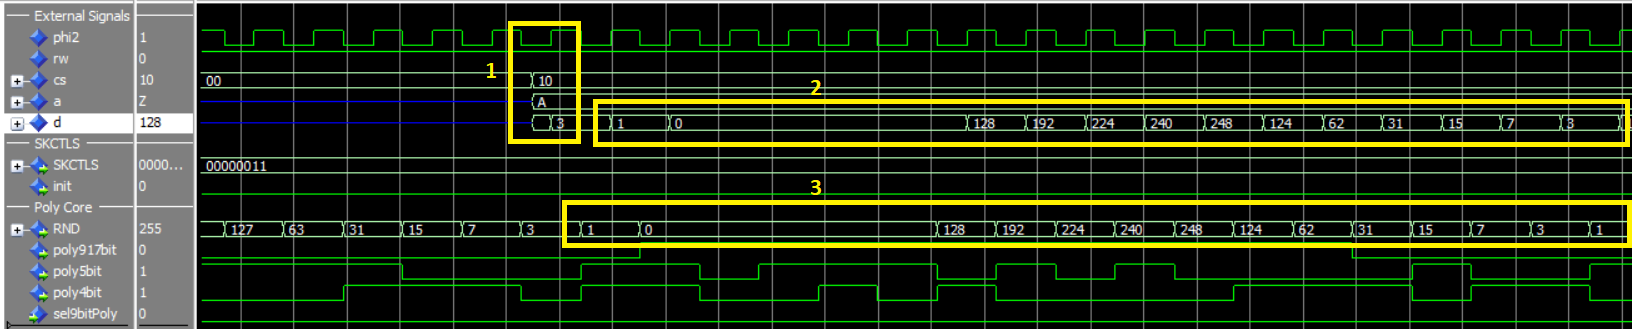 External Signals
phi2 1
rw 0
1
cs 10 00 10
2
a Z A
d 128 3 1 0 128 192 224 240 248 124 62 31 15 7 3
SKCTLS
SKCTLS 0000... 00000011
init 0
3
Poly Core
RND 255 127 63 31 15 7 3 1 0 128 192 224 240 248 124 62 31 15 7 3 1
poly917bit 0
poly5bit 1
poly4bit 1
sel9bitPoly 0